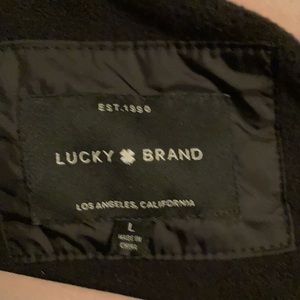 EST.1990
LUCKY BRAND
LOS ANGELES, CALIFORNIA
L
MADE IN
CHINA